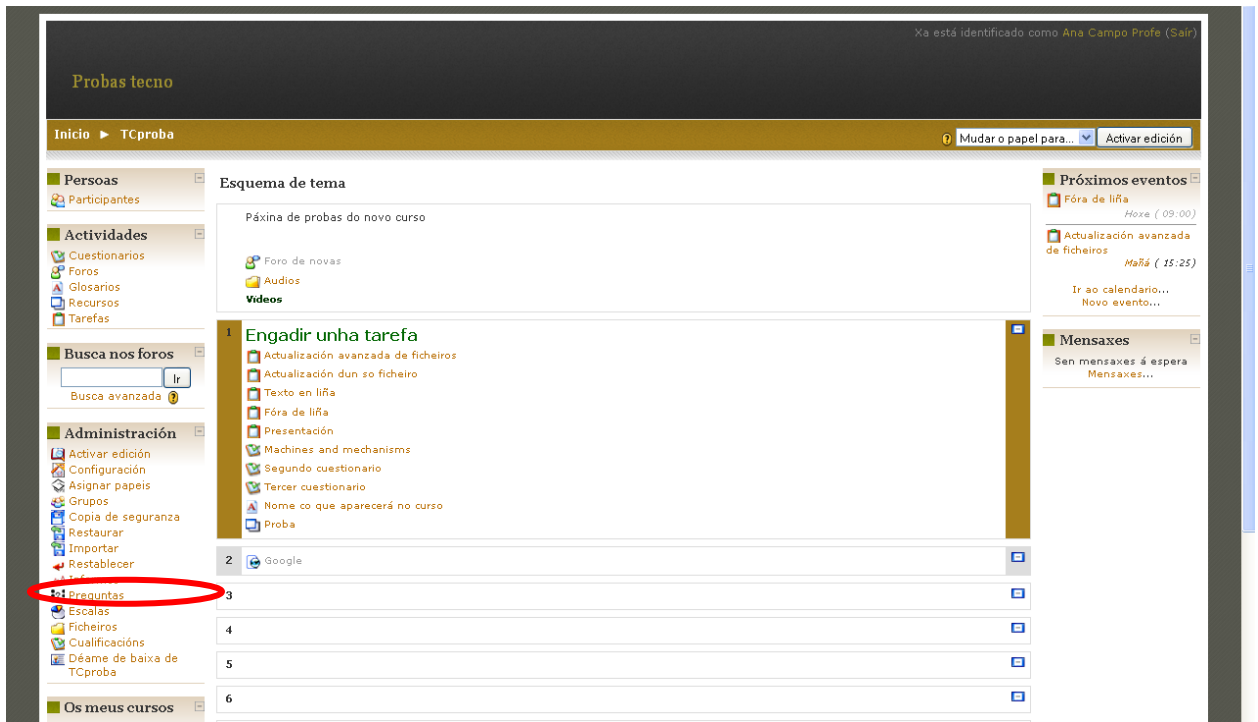 Xa está identificado como Ana Campo Profe (Saír)
Probas tecno
Inicio ► TCproba
Mudar o papel para...
Activar edición
Persoas
Participantes
Actividades
Cuestionarios
Foros
Glosarios
Recursos
Tarefas
Busca nos foros
Ir
Busca avanzada
Administración
Activar edición
Configuración
Asignar papeis
Grupos
Copia de seguranza
Restaurar
Importar
Restablecer
Preguntas
Escalas
Ficheiros
Cualificacións
Déame de baixa de
TCproba
Os meus cursos
Esquema de tema
Páxina de probas do novo curso
Foro de novas
Audios
Vídeos
1
Engadir unha tarefa
Actualización avanzada de ficheiros
Actualización dun so ficheiro
Texto en liña
Fóra de liña
Presentación
Machines and mechanisms
Segundo cuestionario
Tercer cuestionario
Nome co que aparecerá no curso
Proba
2 Google
3
4
5
6
Próximos eventos
Fóra de liña
Hoxe ( 09:00)
Actualización avanzada
de ficheiros
Mañá ( 15:25)
Ir ao calendario...
Novo evento...
Mensaxes
Sen mensaxes á espera
Mensaxes...